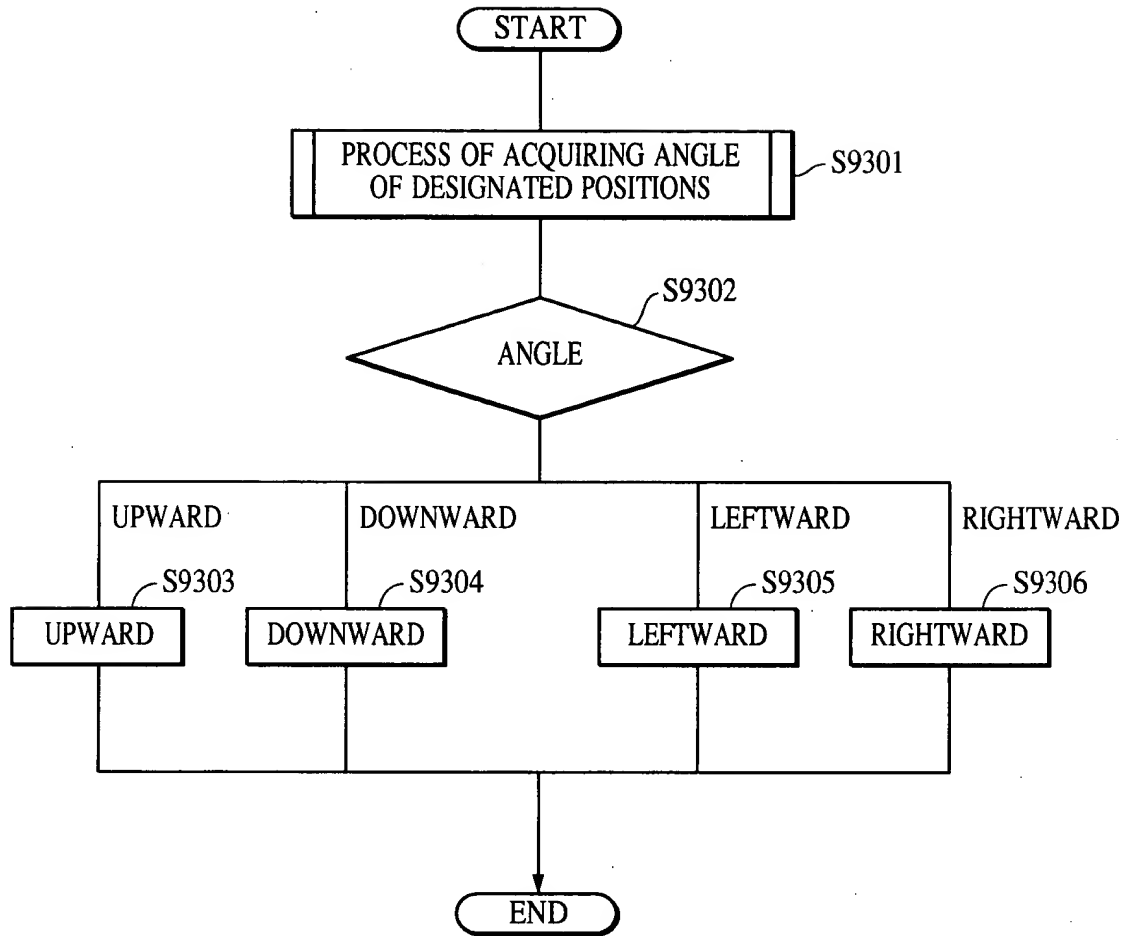 START
PROCESS OF ACQUIRING ANGLE
OF DESIGNATED POSITIONS
S9301
S9302
ANGLE
UPWARD
DOWNWARD
LEFTWARD
RIGHTWARD
S9303
S9304
S9305
S9306
UPWARD
DOWNWARD
LEFTWARD
RIGHTWARD
END